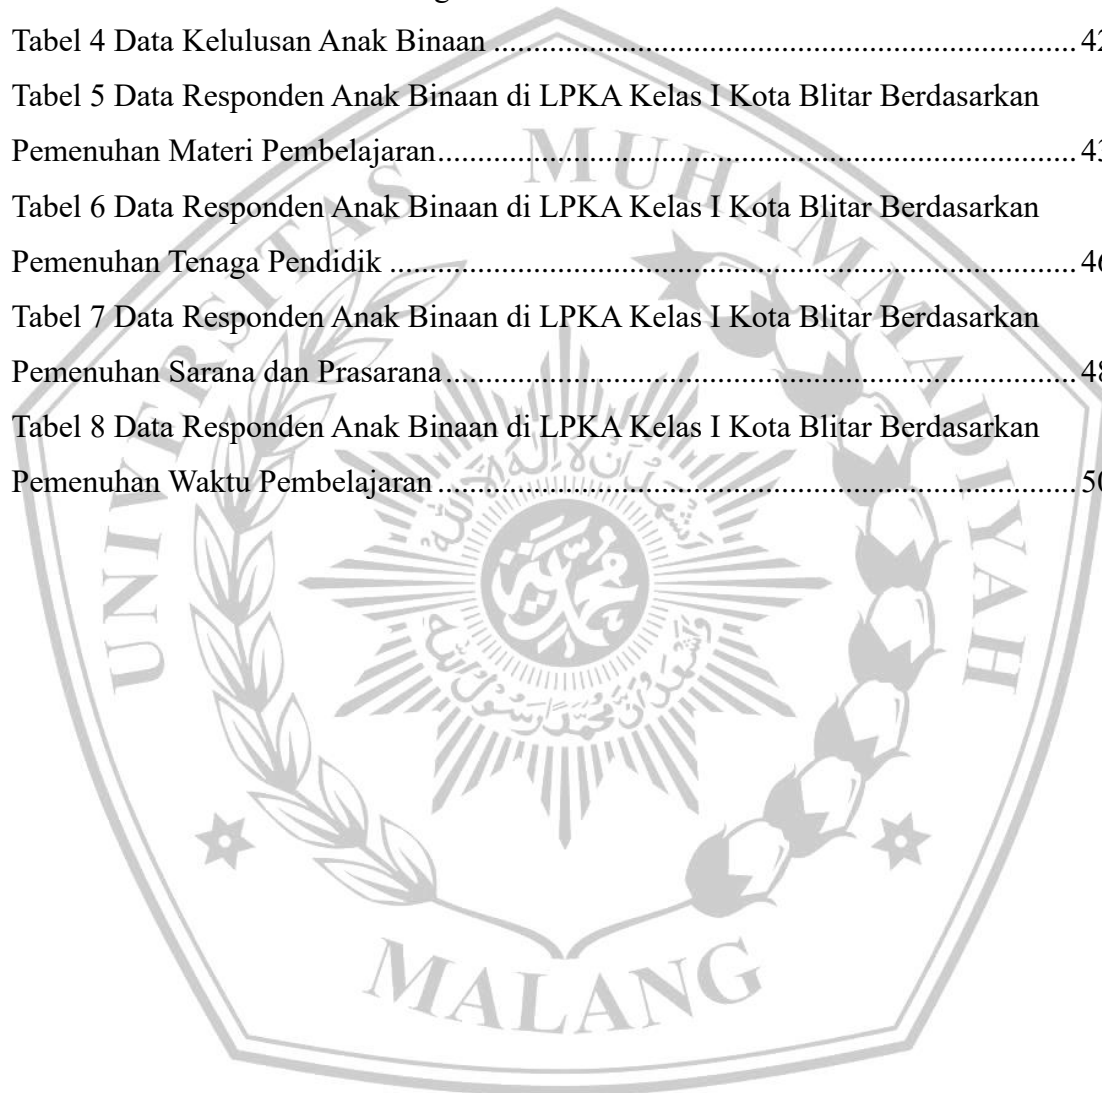 Tabel 4 Data Kelulusan Anak Binaan ........................................................................ 42
Tabel 5 Data Responden Anak Binaan di LPKA Kelas I Kota Blitar Berdasarkan
Pemenuhan Materi Pembelajaran ............................................................................... 43
Tabel 6 Data Responden Anak Binaan di LPKA Kelas I Kota Blitar Berdasarkan
Pemenuhan Tenaga Pendidik ..................................................................................... 46
Tabel 7 Data Responden Anak Binaan di LPKA Kelas I Kota Blitar Berdasarkan
Pemenuhan Sarana dan Prasarana .............................................................................. 48
Tabel 8 Data Responden Anak Binaan di LPKA Kelas I Kota Blitar Berdasarkan
Pemenuhan Waktu Pembelajaran ............................................................................... 50
UNIVERSITAS MUHAMMADIYAH
MALANG